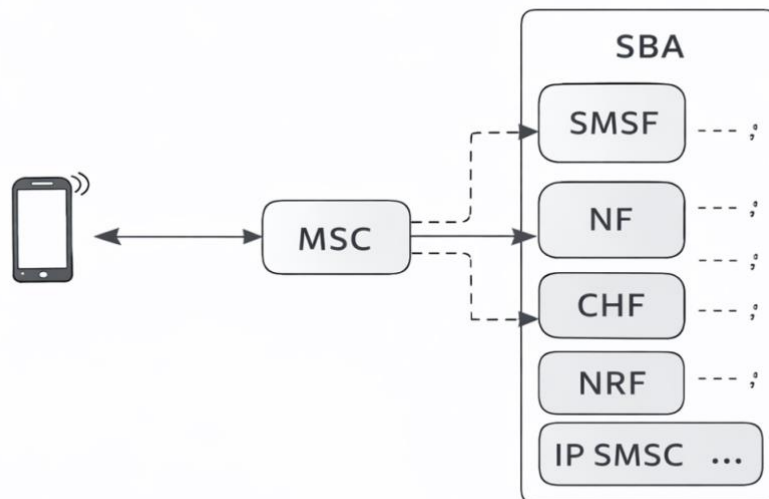 SBA
SMSF
NF
MSC
CHF
NRF
IP SMSC ...